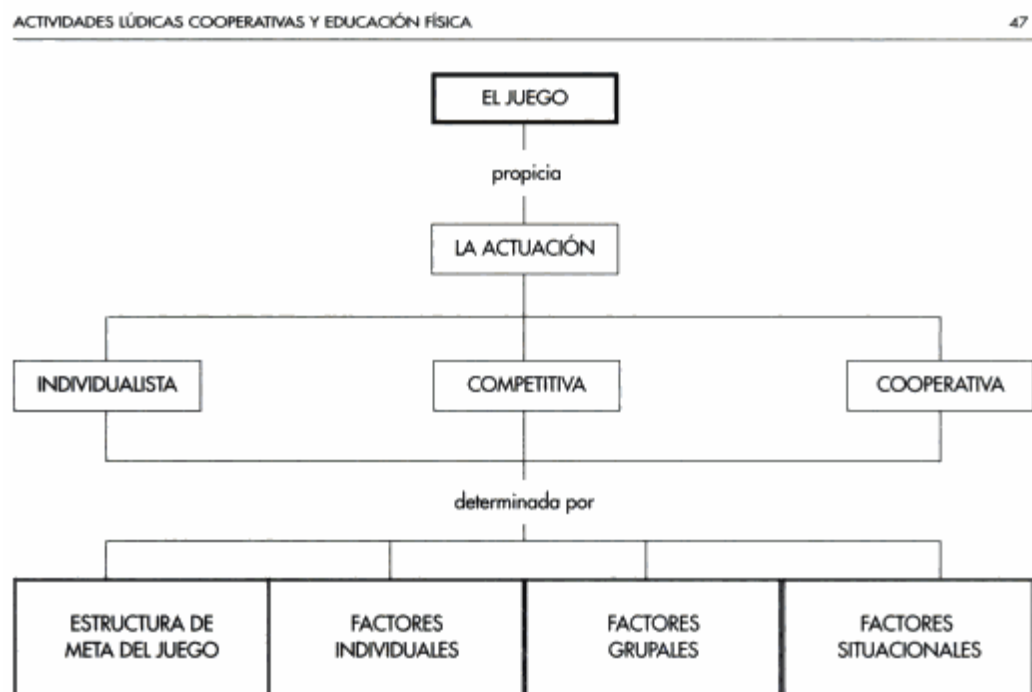 ACTIVIDADES LÚDICAS COOPERATIVAS Y EDUCACIÓN FÍSICA 47
EL JUEGO
propicia
LA ACTUACIÓN
INDIVIDUALISTA COMPETITIVA COOPERATIVA
determinada por
ESTRUCTURA DE FACTORES FACTORES FACTORES
META DEL JUEGO INDIVIDUALES GRUPALES SITUACIONALES